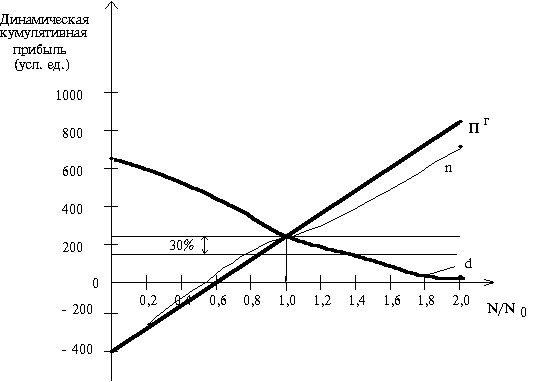 Динамическая
кумулятивная
прибыль
(усл. ед.)
1000
800
600
400
200
0
- 200
- 400
30%
П г
n
d
0,2 0,4 0,6 0,8 1,0 1,2 1,4 1,6 1,8 2,0
N/N 0